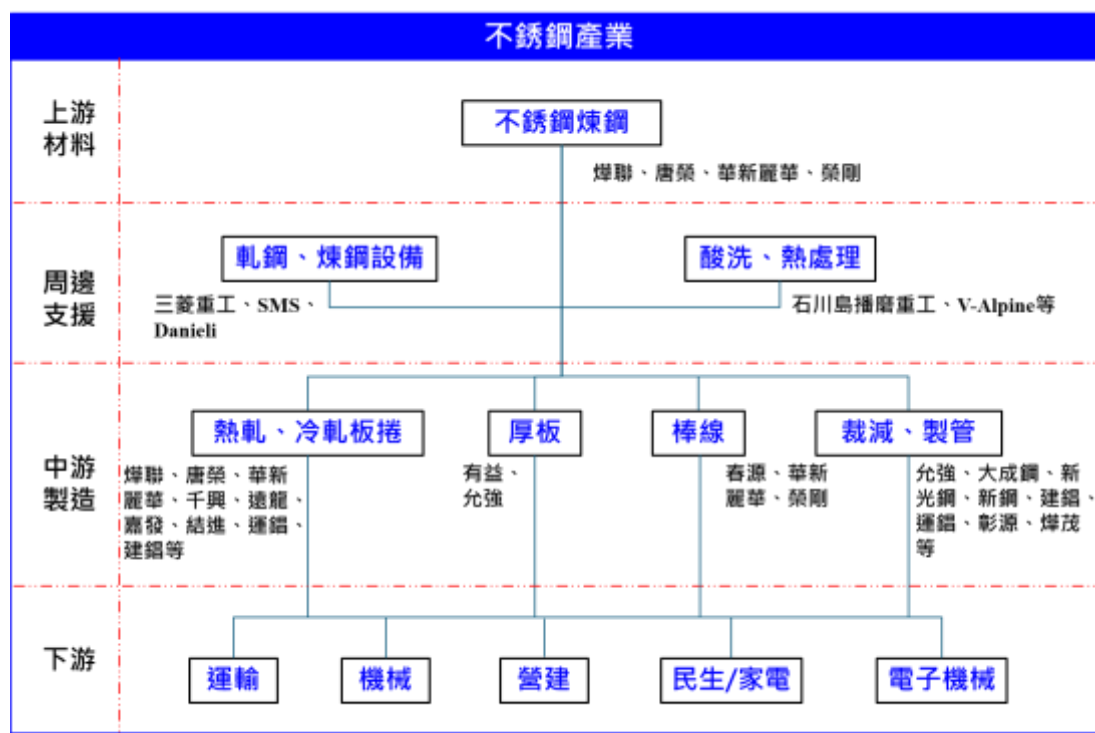 不銹鋼產業
上游
材料
不銹鋼煉鋼
燁聯、唐榮、華新麗華、榮剛
周邊
支援
軋鋼、煉鋼設備
三菱重工、SMS、
Danieli
酸洗、熱處理
石川島播磨重工、V-Alpine等
中游
製造
熱軋、冷軋板捲
燁聯、唐榮、華新
麗華、千興、遠龍、
嘉發、結進、運錩、
建錩等
厚板
有益、
允強
棒線
春源、華新
麗華、榮剛
裁減、製管
允強、大成鋼、新
光鋼、新鋼、建錩、
運錩、彰源、燁茂
等
下游
運輸
機械
營建
民生/家電
電子機械